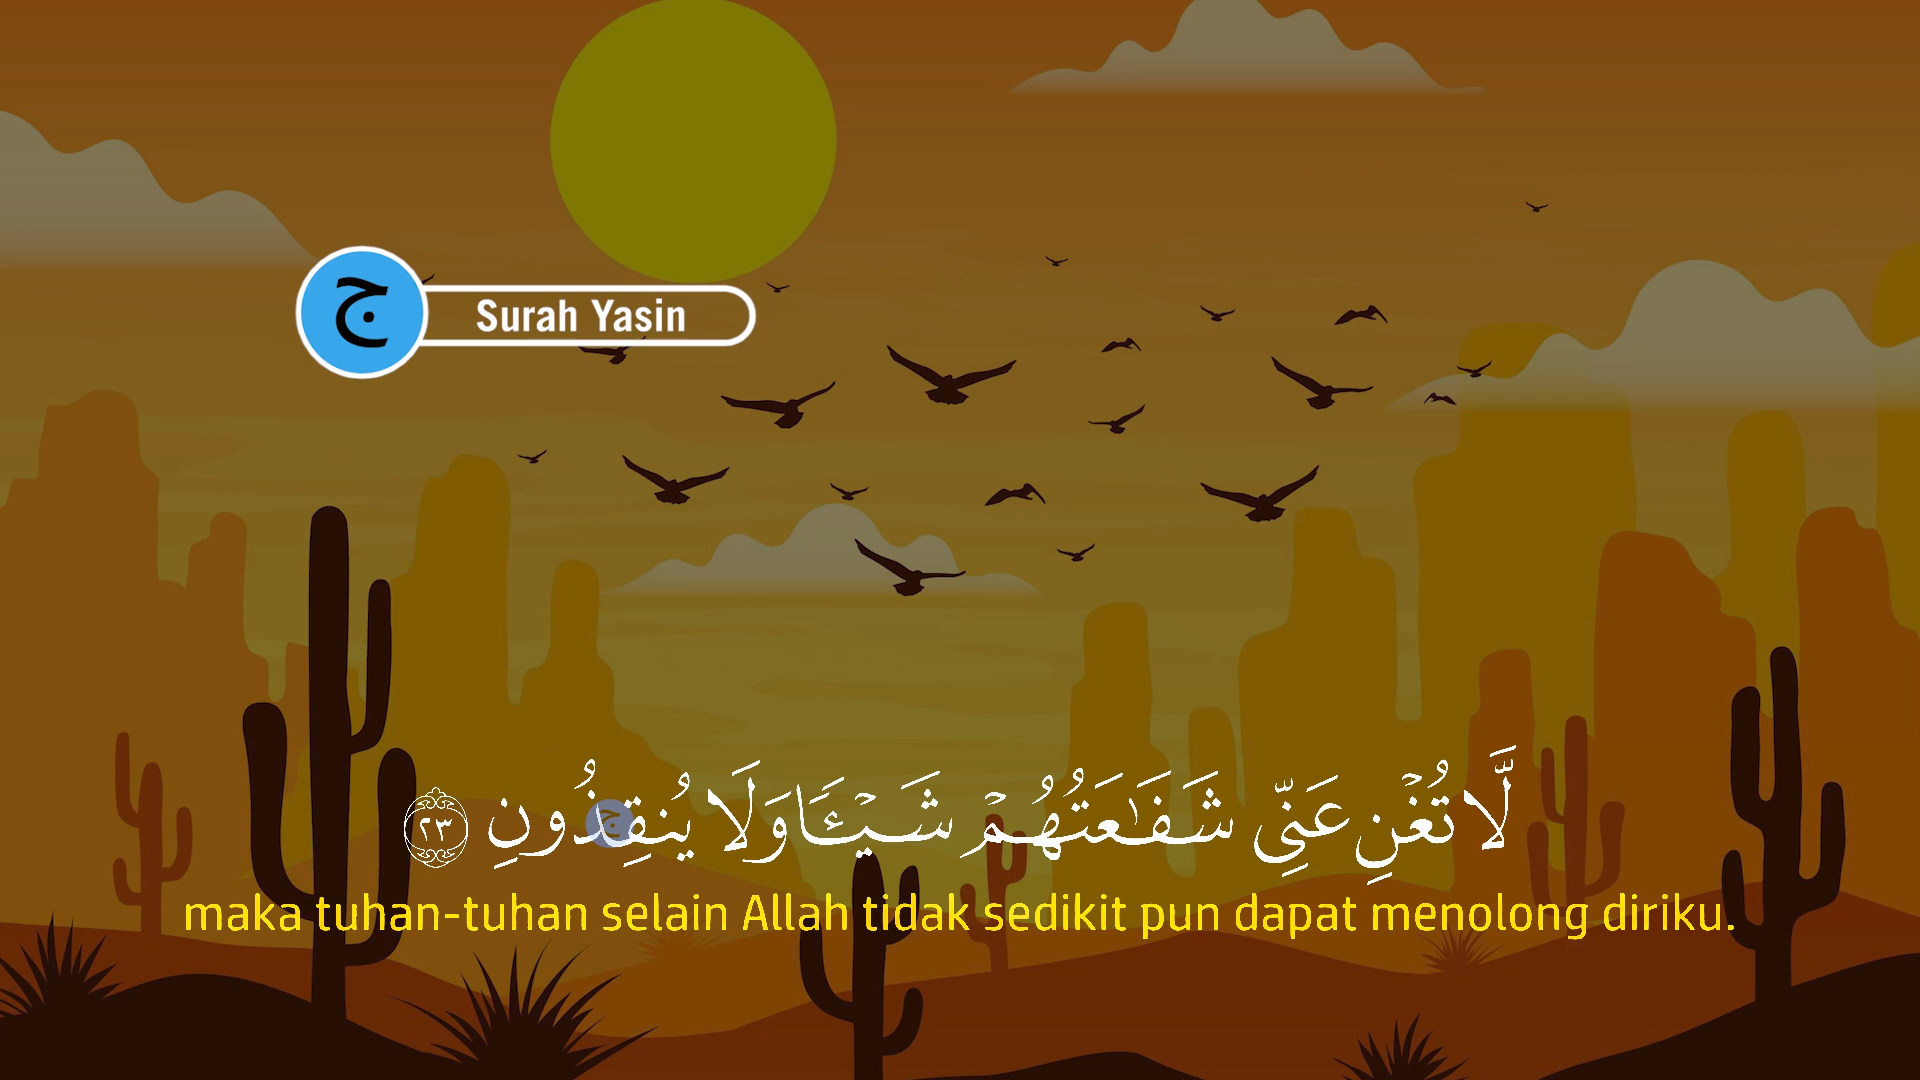 ج
Surah Yasin
لَّا تُغْنِ عَنِّى شَفَـٰعَتُهُمْ شَيْـًٔا وَلَا يُنقِذُونِ ٢٣
ج
maka tuhan-tuhan selain Allah tidak sedikit pun dapat menolong diriku.